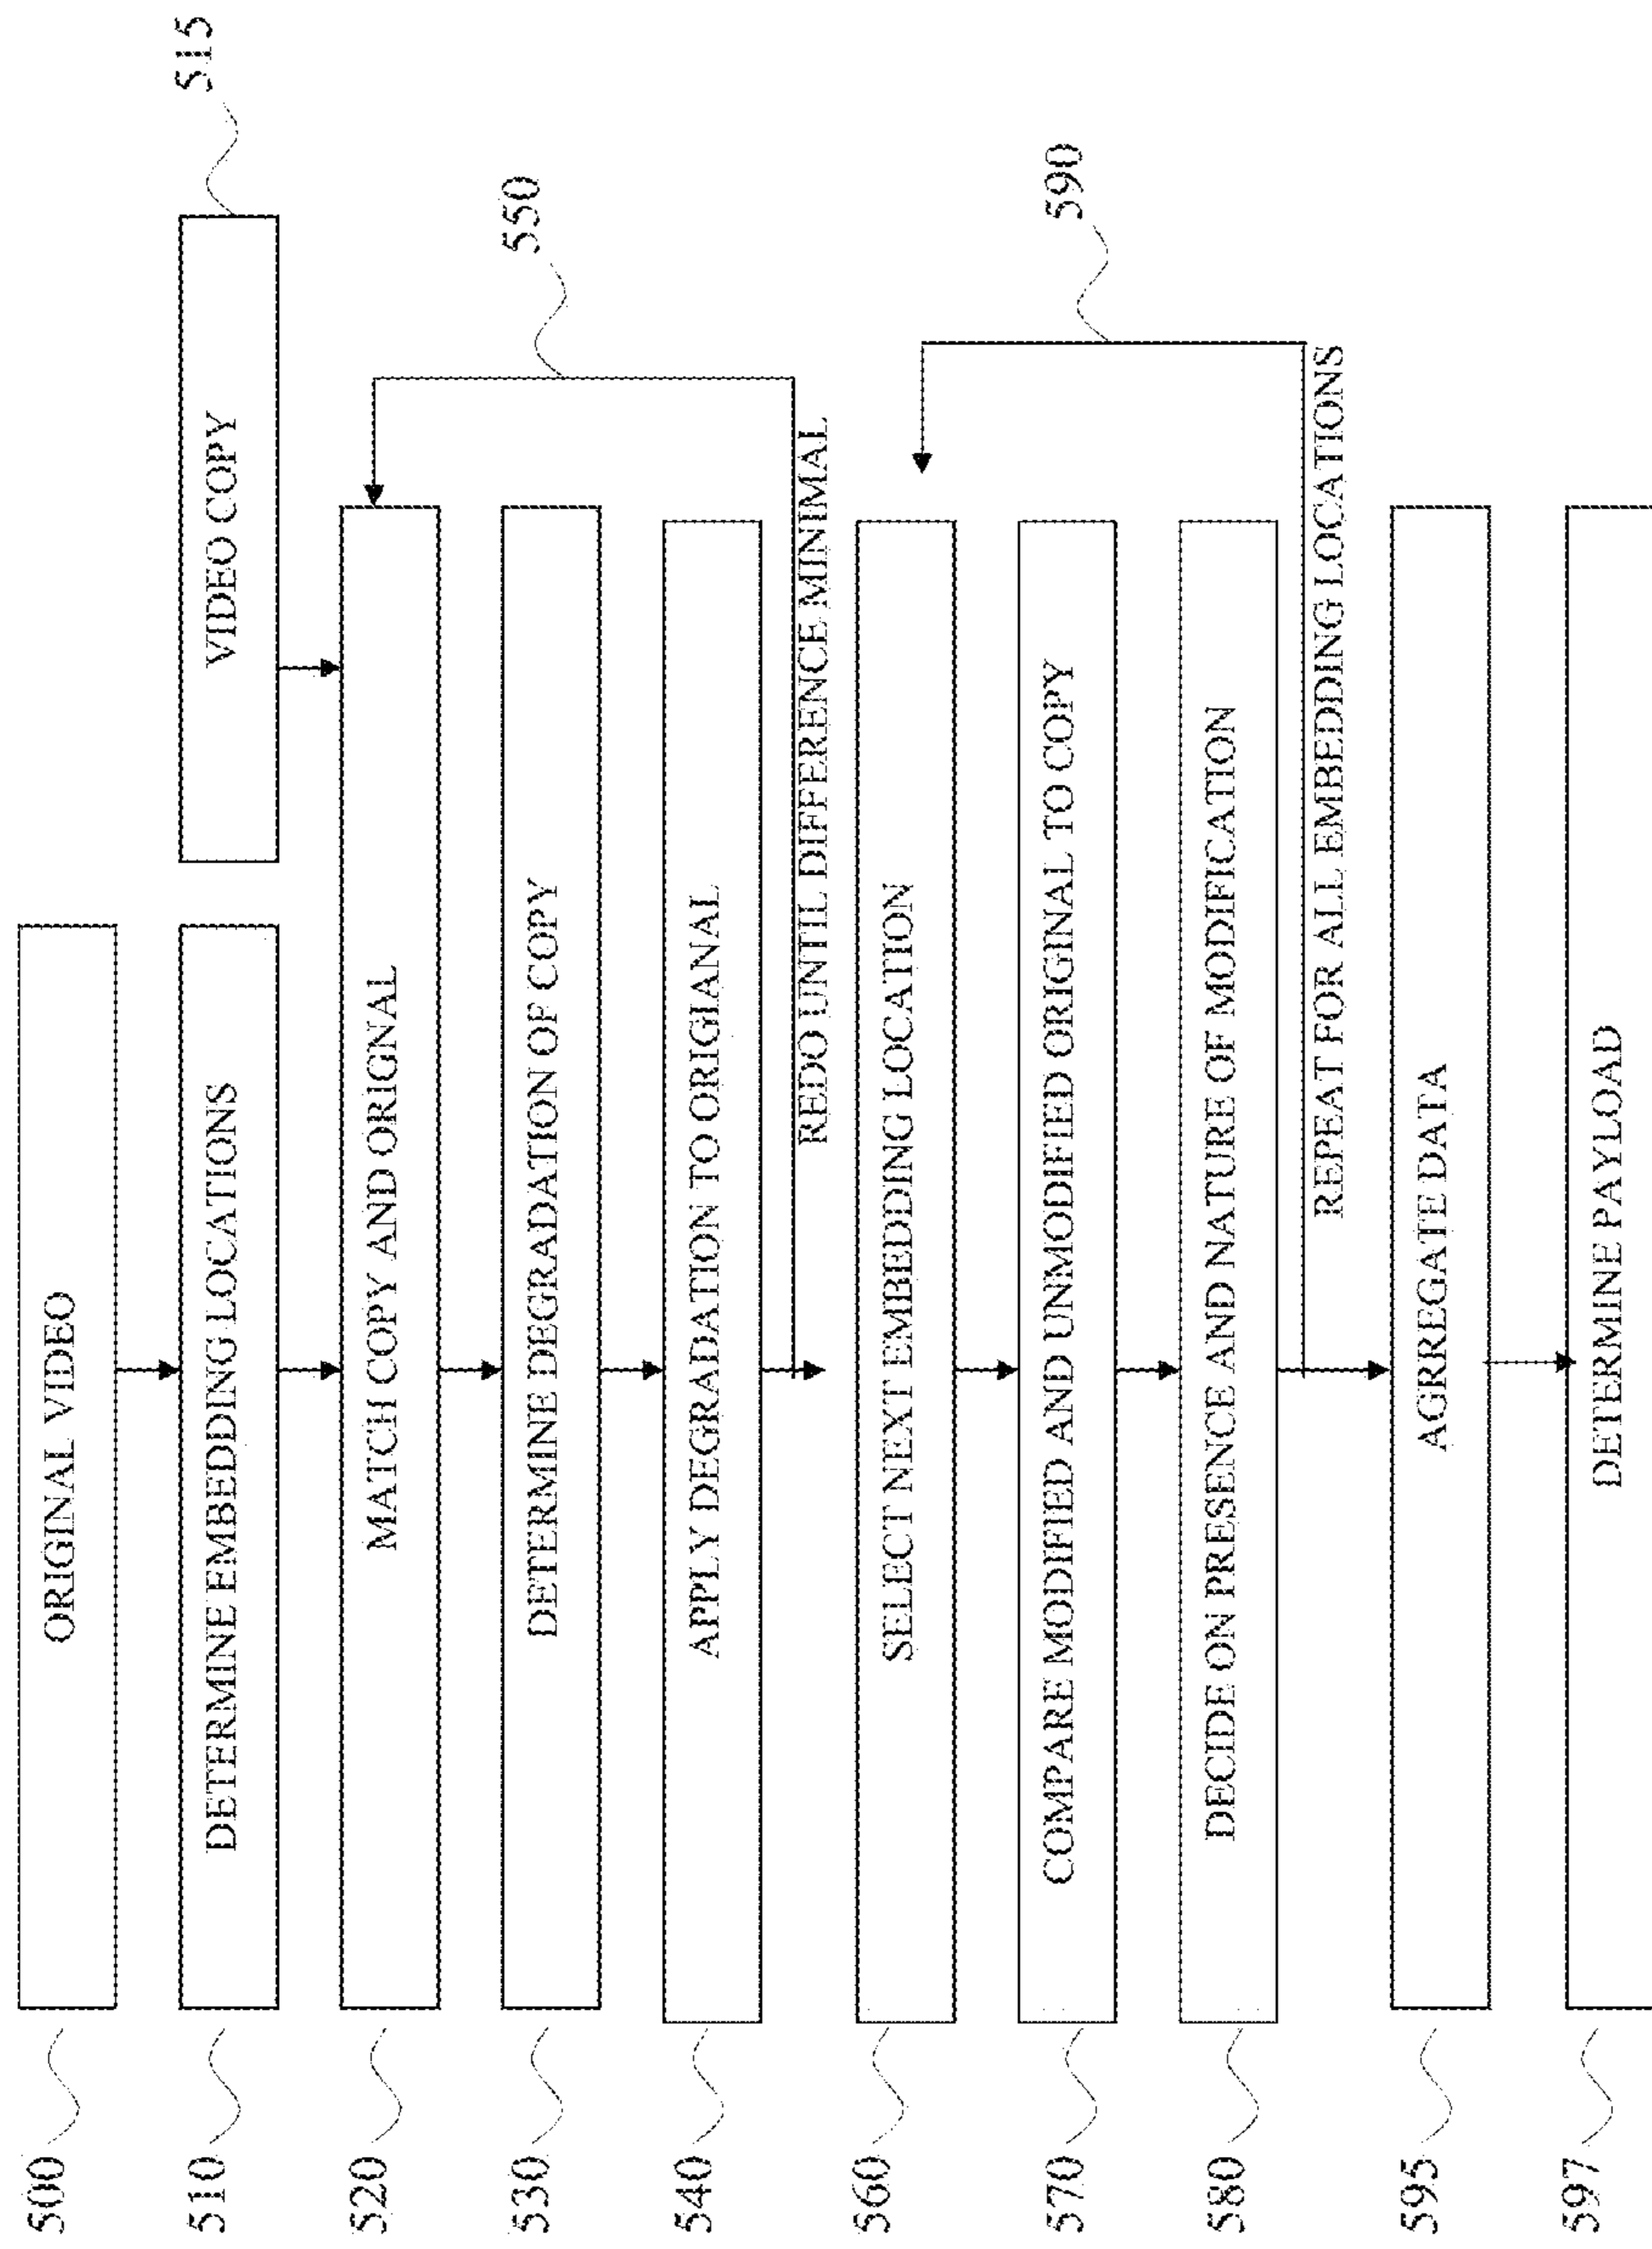 500
ORIGINAL VIDEO
510
DETERMINE EMBEDDING LOCATIONS
VIDEO COPY
515
520
MATCH COPY AND ORIGNAL
530
DETERMINE DEGRADATION OF COPY
550
540
APPLY DEGRADATION TO ORIGIANAL
REDO UNTIL DIFFERENCE MINIMAL
560
SELECT NEXT EMBEDDING LOCATION
570
COMPARE MODIFIED AND UNMODIFIED ORIGINAL TO COPY
590
580
DECIDE ON PRESENCE AND NATURE OF MODIFICATION
REPEAT FOR ALL EMBEDDING LOCATIONS
595
AGRREGATE DATA
597
DETERMINE PAYLOAD